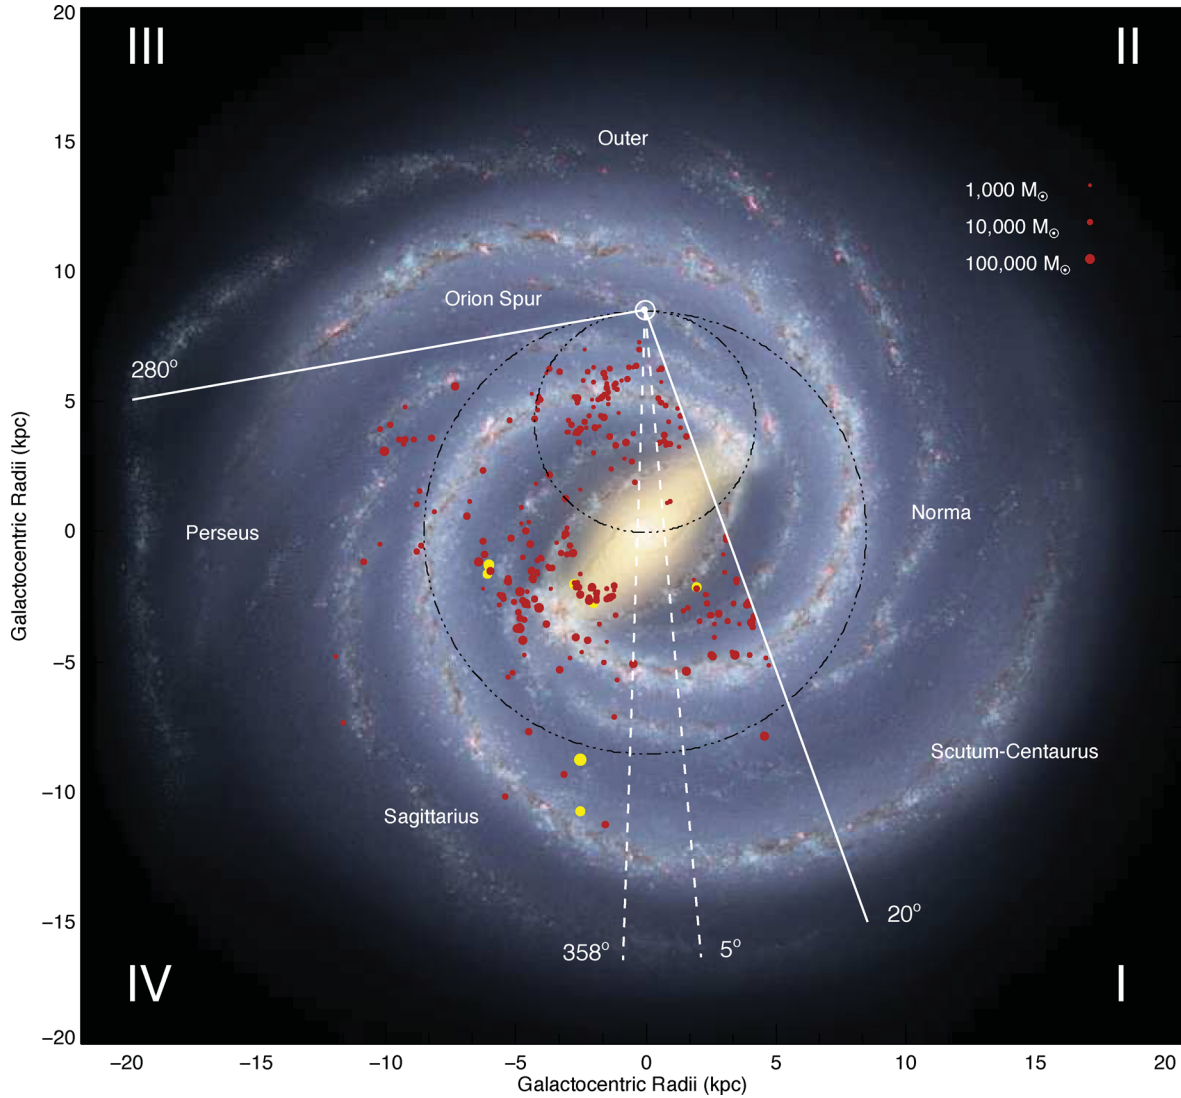 20
15
10
5
0
−5
−10
−15
−20
Galactocentric Radii (kpc)
III
II
Outer
1,000 M⊙
10,000 M⊙
100,000 M⊙
Orion Spur
280°
Perseus
Norma
Scutum-Centaurus
Sagittarius
20°
358°
5°
IV
I
−20
−15
−10
−5
0
5
10
15
20
Galactocentric Radii (kpc)